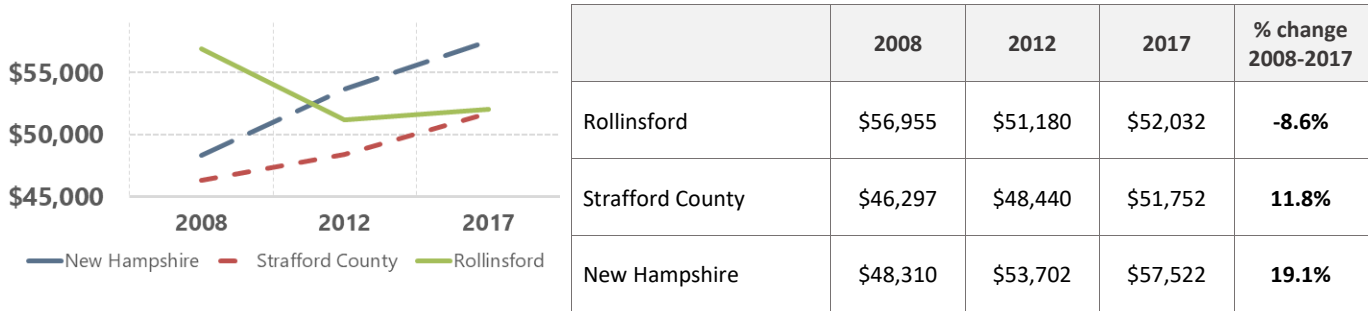 $55,000
$50,000
$45,000
2008 2012 2017
New Hampshire Strafford County Rollinsford
2008 2012 2017 % change
2008-2017
Rollinsford $56,955 $51,180 $52,032 -8.6%
Strafford County $46,297 $48,440 $51,752 11.8%
New Hampshire $48,310 $53,702 $57,522 19.1%